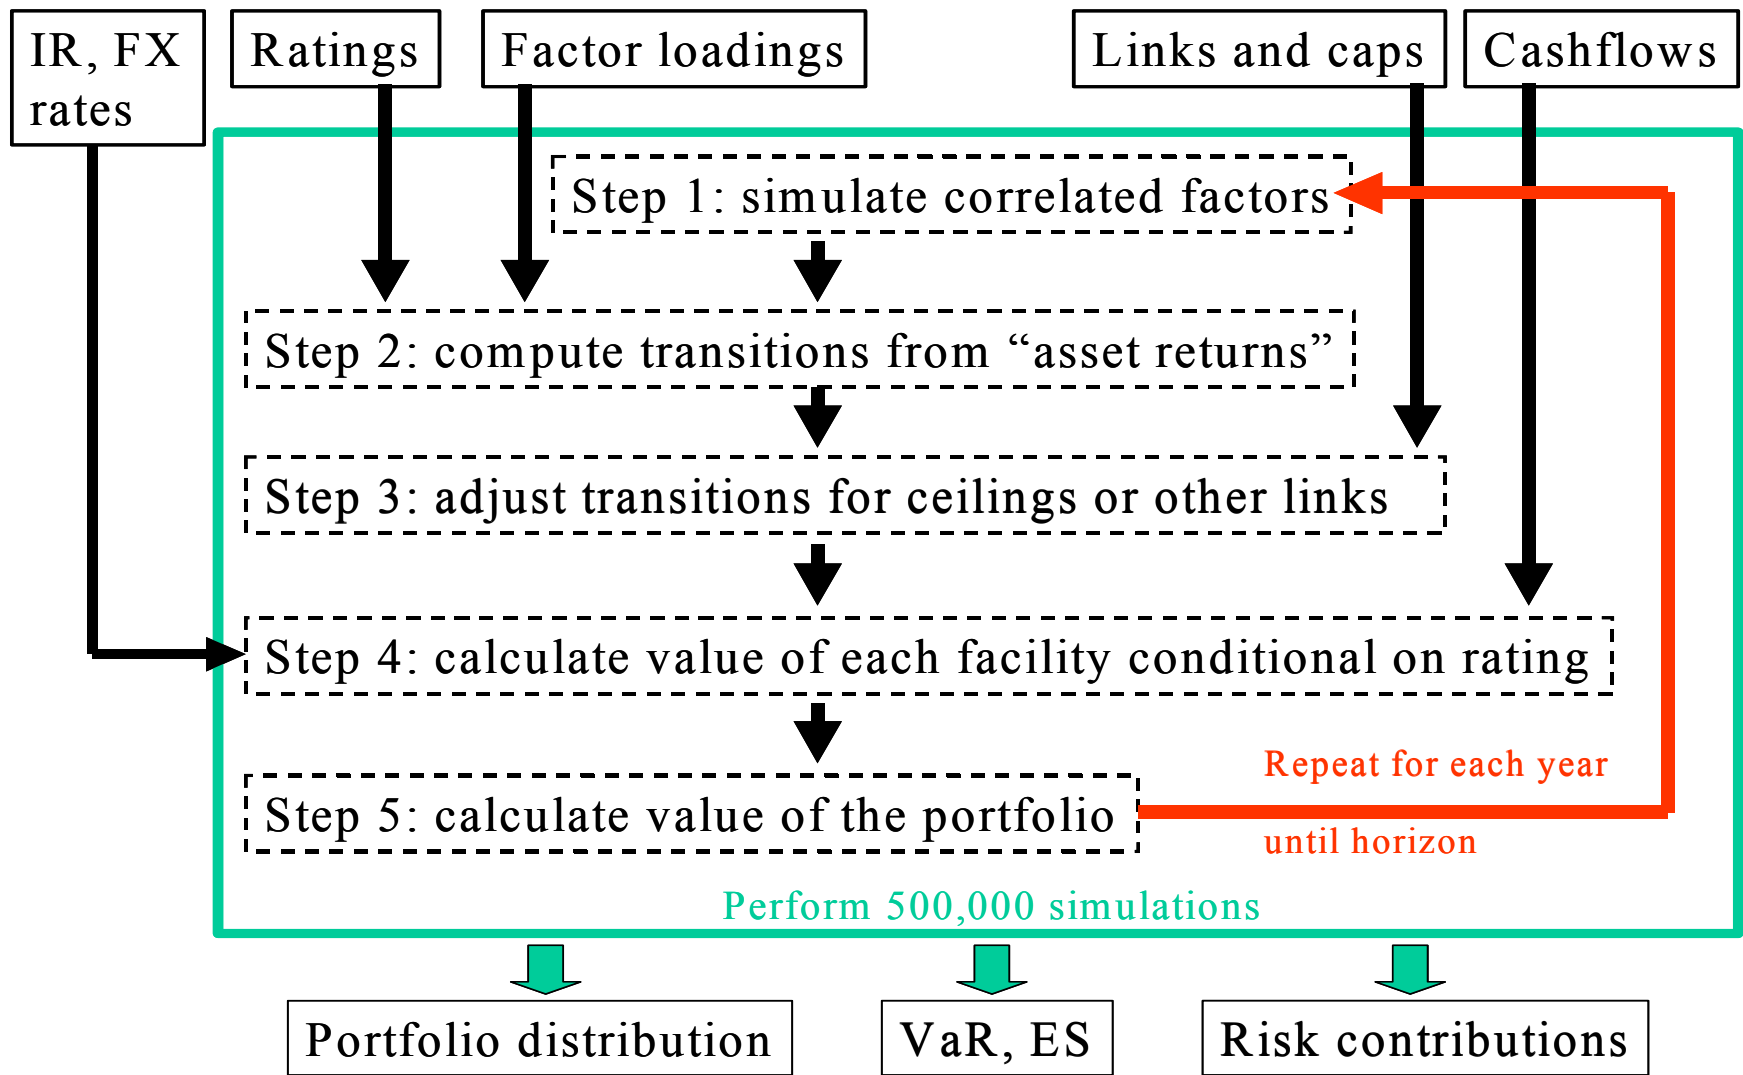 IR, FX
rates
Ratings
Factor loadings
Links and caps
Cashflows
Step 1: simulate correlated factors
Step 2: compute transitions from “asset returns”
Step 3: adjust transitions for ceilings or other links
Step 4: calculate value of each facility conditional on rating
Repeat for each year
Step 5: calculate value of the portfolio
until horizon
Perform 500,000 simulations
Portfolio distribution
VaR, ES
Risk contributions